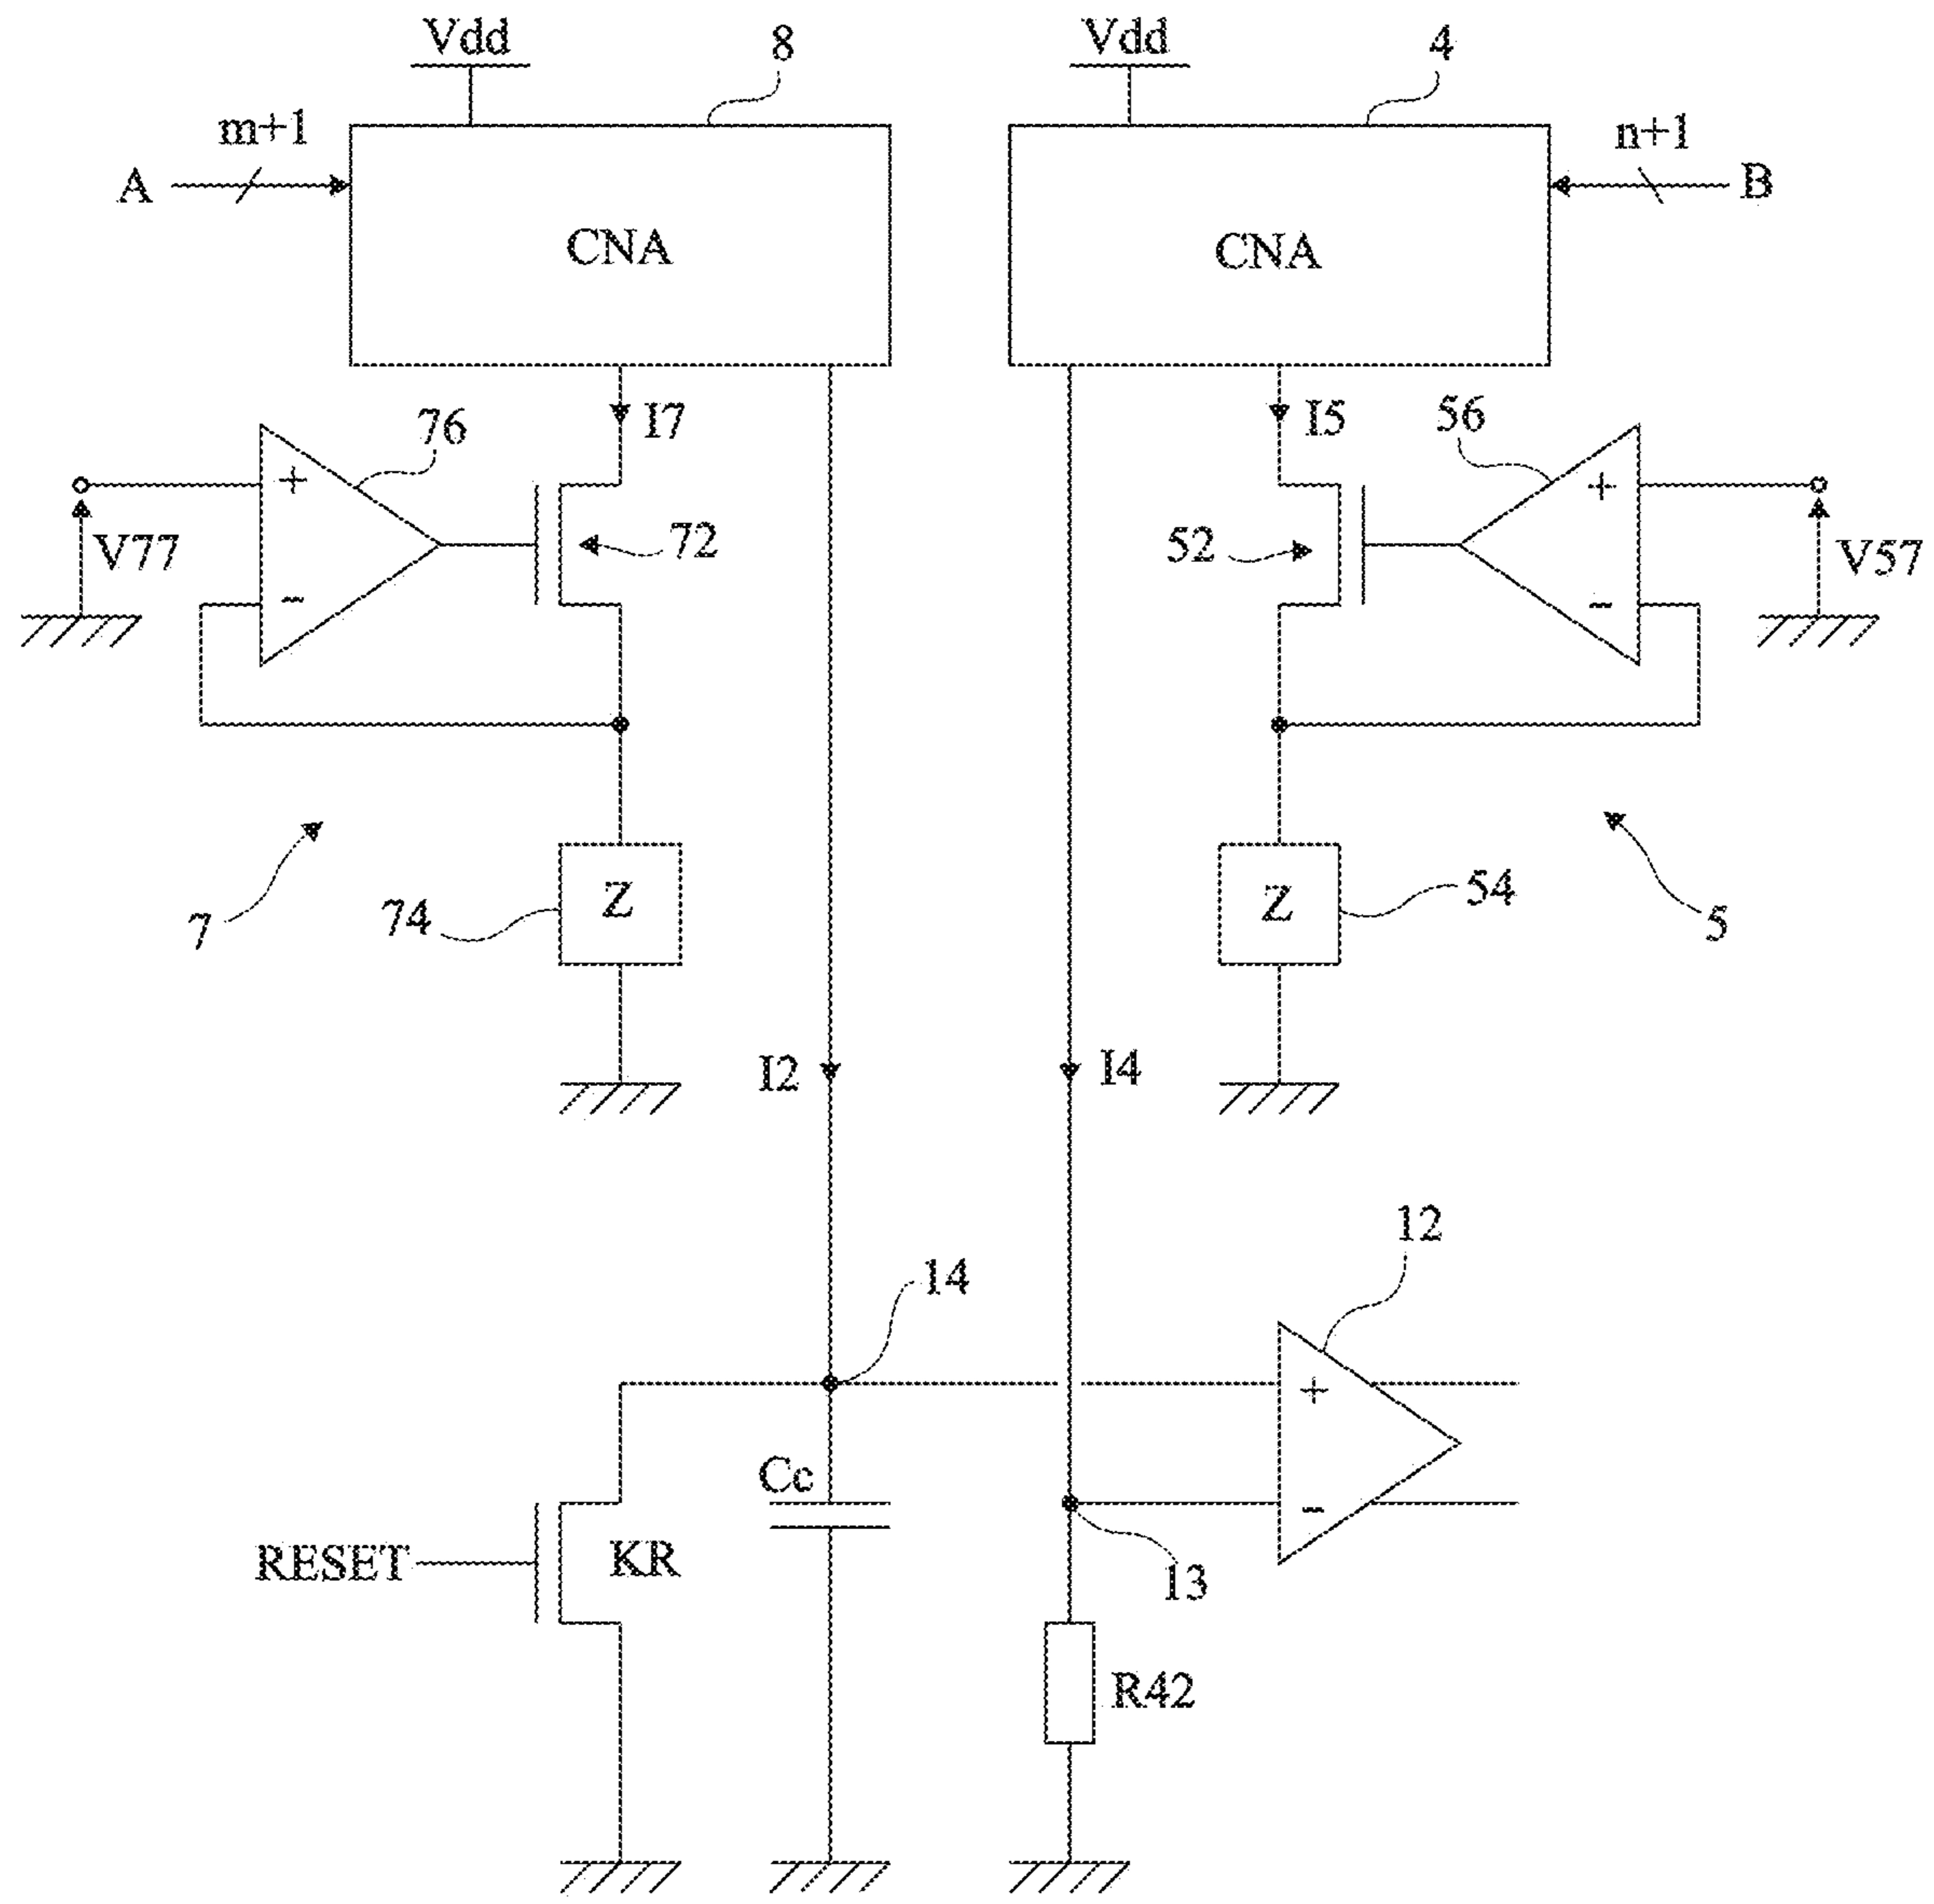 Vdd
8
Vdd
4
m+1
n+1
A
B
CNA
CNA
I7
I5
76
56
+
+
V77
72
52
V57
-
-
7
74
Z
Z
54
5
I2
I4
12
14
+
Cc
-
RESET
KR
13
R42